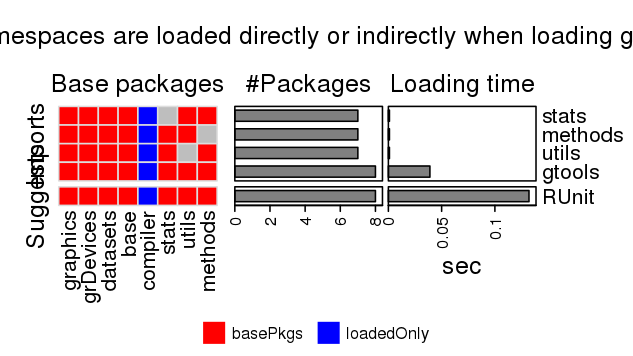 mespaces are loaded directly or indirectly when loading g
Base packages #Packages Loading time
stats
methods
utils
gtools
RUnit
Imports
Suggests
graphics
grDevices
datasets
base
compiler
stats
utils
methods
0 2 4 6 8
0 0.05 0.1
sec
basePkgs loadedOnly